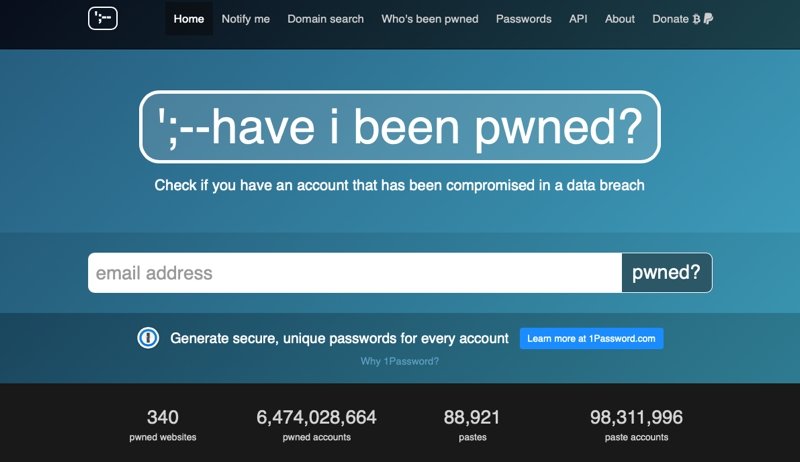 ';--
Home Notify me Domain search Who's been pwned Passwords API About Donate
';--have i been pwned?
Check if you have an account that has been compromised in a data breach
email address pwned?
Generate secure, unique passwords for every account Learn more at 1Password.com
Why 1Password?
340 6,474,028,664 88,921 98,311,996
pwned websites pwned accounts pastes paste accounts